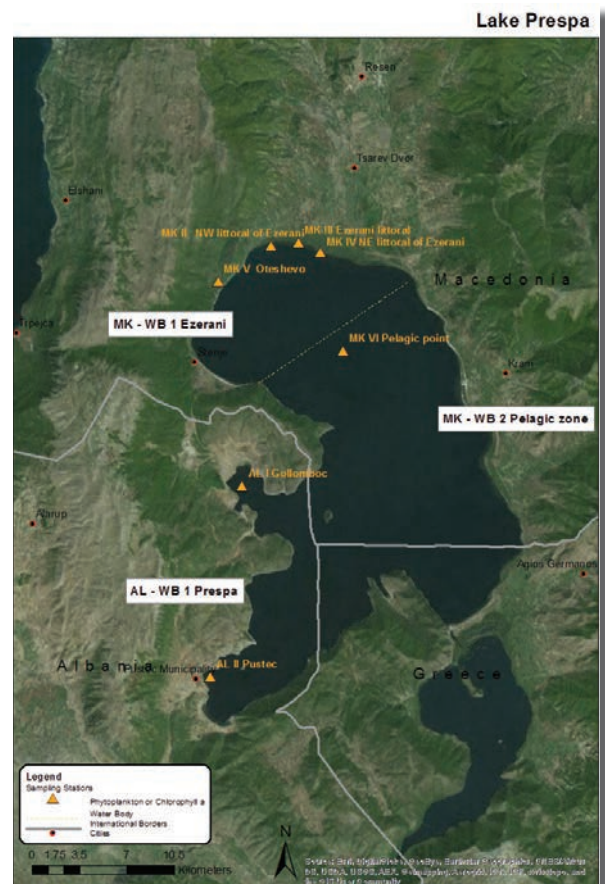 Lake Prespa
Resen
Tsarev Dvor
Elshani
MK II NW littoral of Ezerani
MK III Ezerani littoral
MK IV NE littoral of Ezerani
MK V Oteshevo
Macedonia
MK - WB 1 Ezerani
Trpejca
MK VI Pelagic point
Stenje
Krani
MK - WB 2 Pelagic zone
AL I Gollomboc
Alarup
Agios Germanos
AL - WB 1 Prespa
Albania
Pustec Municipality
AL II Pustec
Greece
Legend
Sampling Stations
Phytoplankton or Chlorophyll a
Water Body
International Borders
Cities
N
0 1.75 3.5 7 10.5
Kilometers